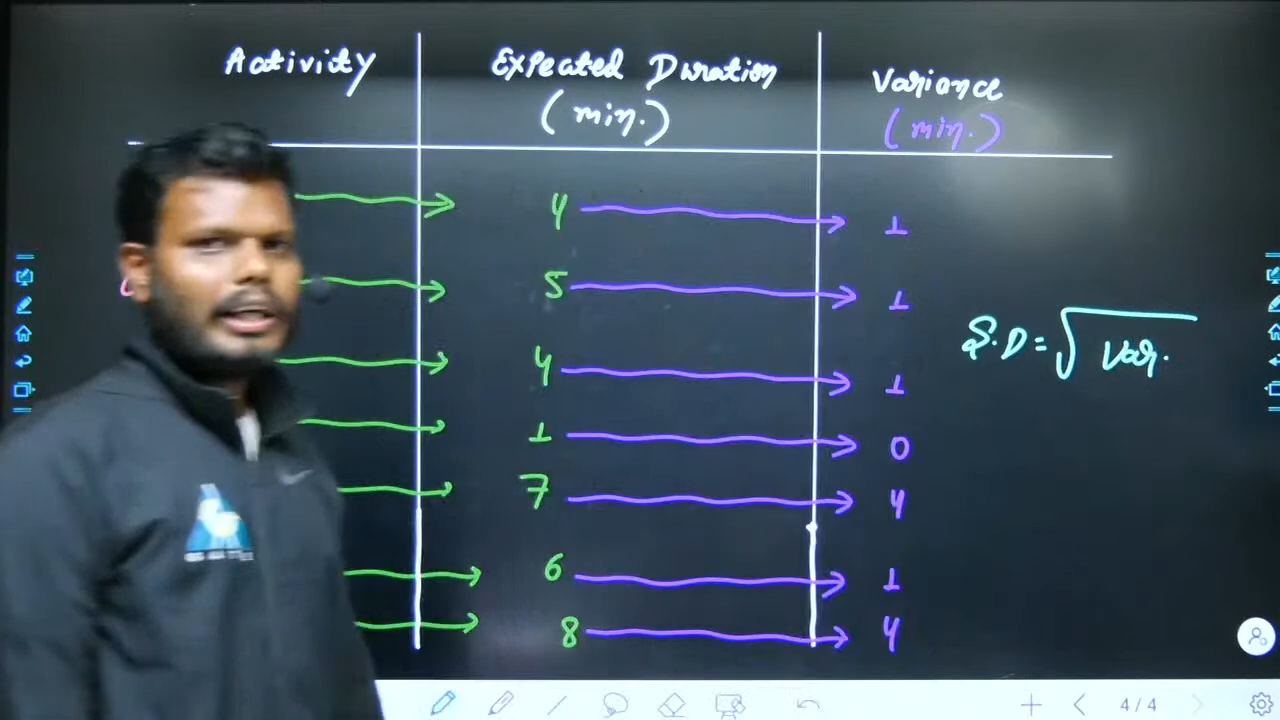 Activity Expeated Duration Variance
(min.) (min.)
4 1
5 1
4 1
S.D = √Var.
1 0
7 4
6 1
8 4
4/4